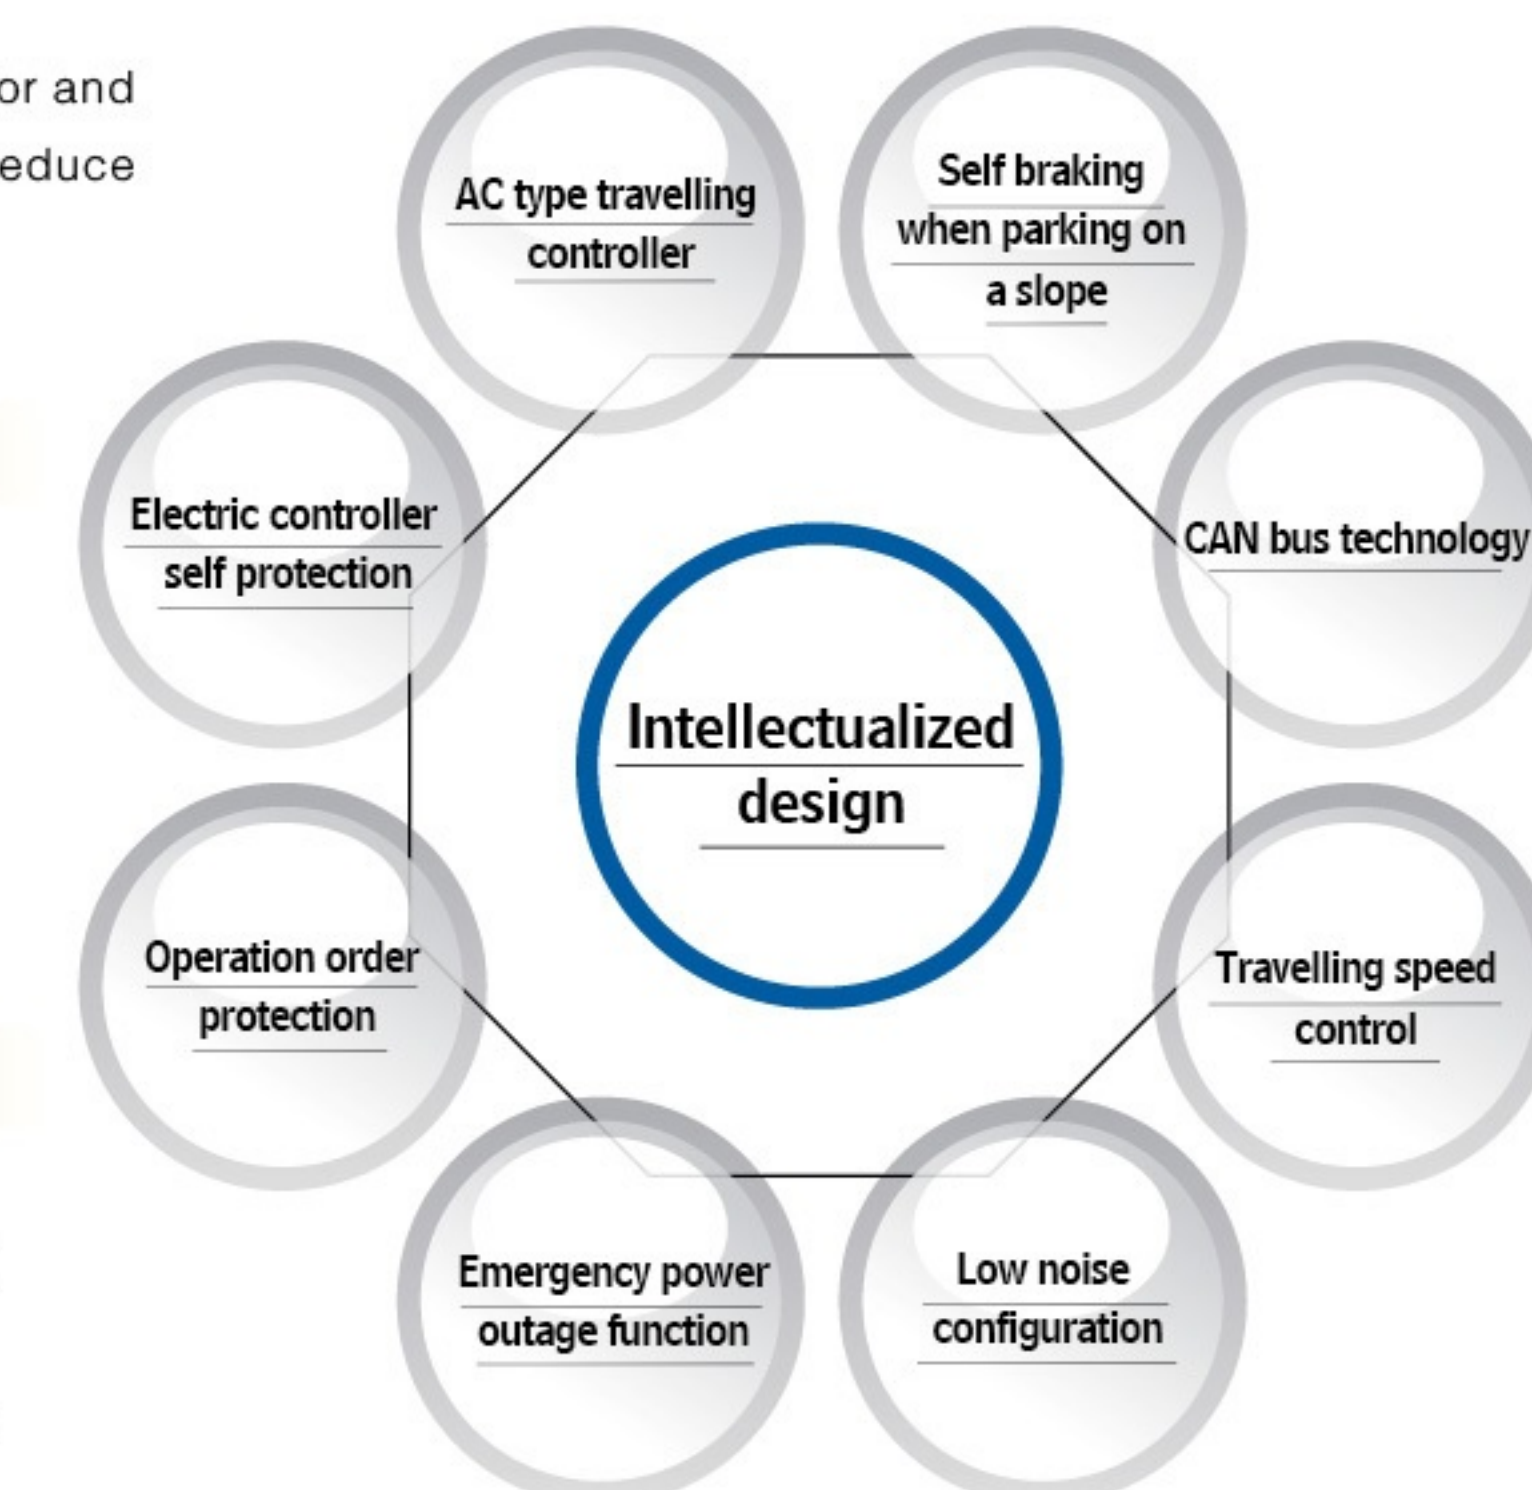 or and
educe
AC type travelling
controller
Self braking
when parking on
a slope
Electric controller
self protection
CAN bus technology
Intellectualized
design
Operation order
protection
Travelling speed
control
Emergency power
outage function
Low noise
configuration